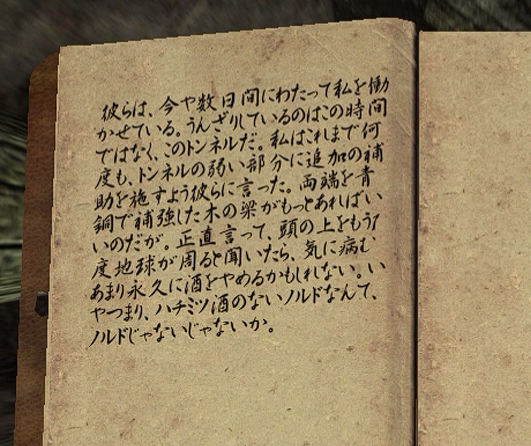 彼らは、今や数日間にわたって私を働
かせている。うんざりしているのはこの時間
ではなく、このトンネルだ。私はこれまで何
度も、トンネルの弱い部分に追加の補
助を施すよう彼らに言った。両端を青
銅で補強した木の梁がもっとあればい
いのだが。正直言って、頭の上をもう1
度地球が周ると聞いたら、気に病む
あまり永久に酒をやめるかもしれない。い
やつまり、ハチミツ酒のないノルドなんて、
ノルドじゃないじゃないか。